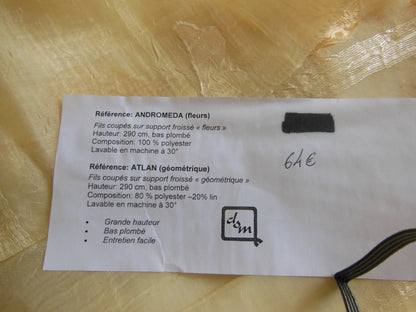 Référence: ANDROMEDA (fleurs)
Fils coupés sur support froissé « fleurs »
Hauteur: 290 cm, bas plombé
Composition: 100 % polyester
Lavable en machine à 30°
64€
Référence: ATLAN (géométrique)
Fils coupés sur support froissé « géométrique »
Hauteur: 290 cm, bas plombé
Composition: 80 % polyester –20% lin
Lavable en machine à 30°
• Grande hauteur
• Bas plombé
• Entretien facile
d&m